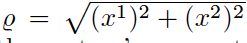 ϱ = √((x¹)² + (x²)²)